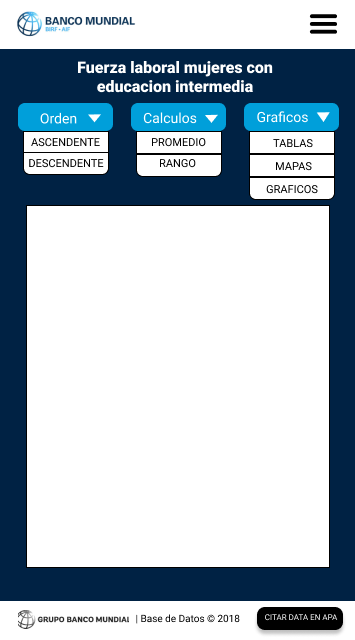 BANCO MUNDIAL
BIRF - AIF
Fuerza laboral mujeres con
educacion intermedia
Orden
ASCENDENTE
DESCENDENTE
Calculos
PROMEDIO
RANGO
Graficos
TABLAS
MAPAS
GRAFICOS
GRUPO BANCO MUNDIAL | Base de Datos © 2018
CITAR DATA EN APA